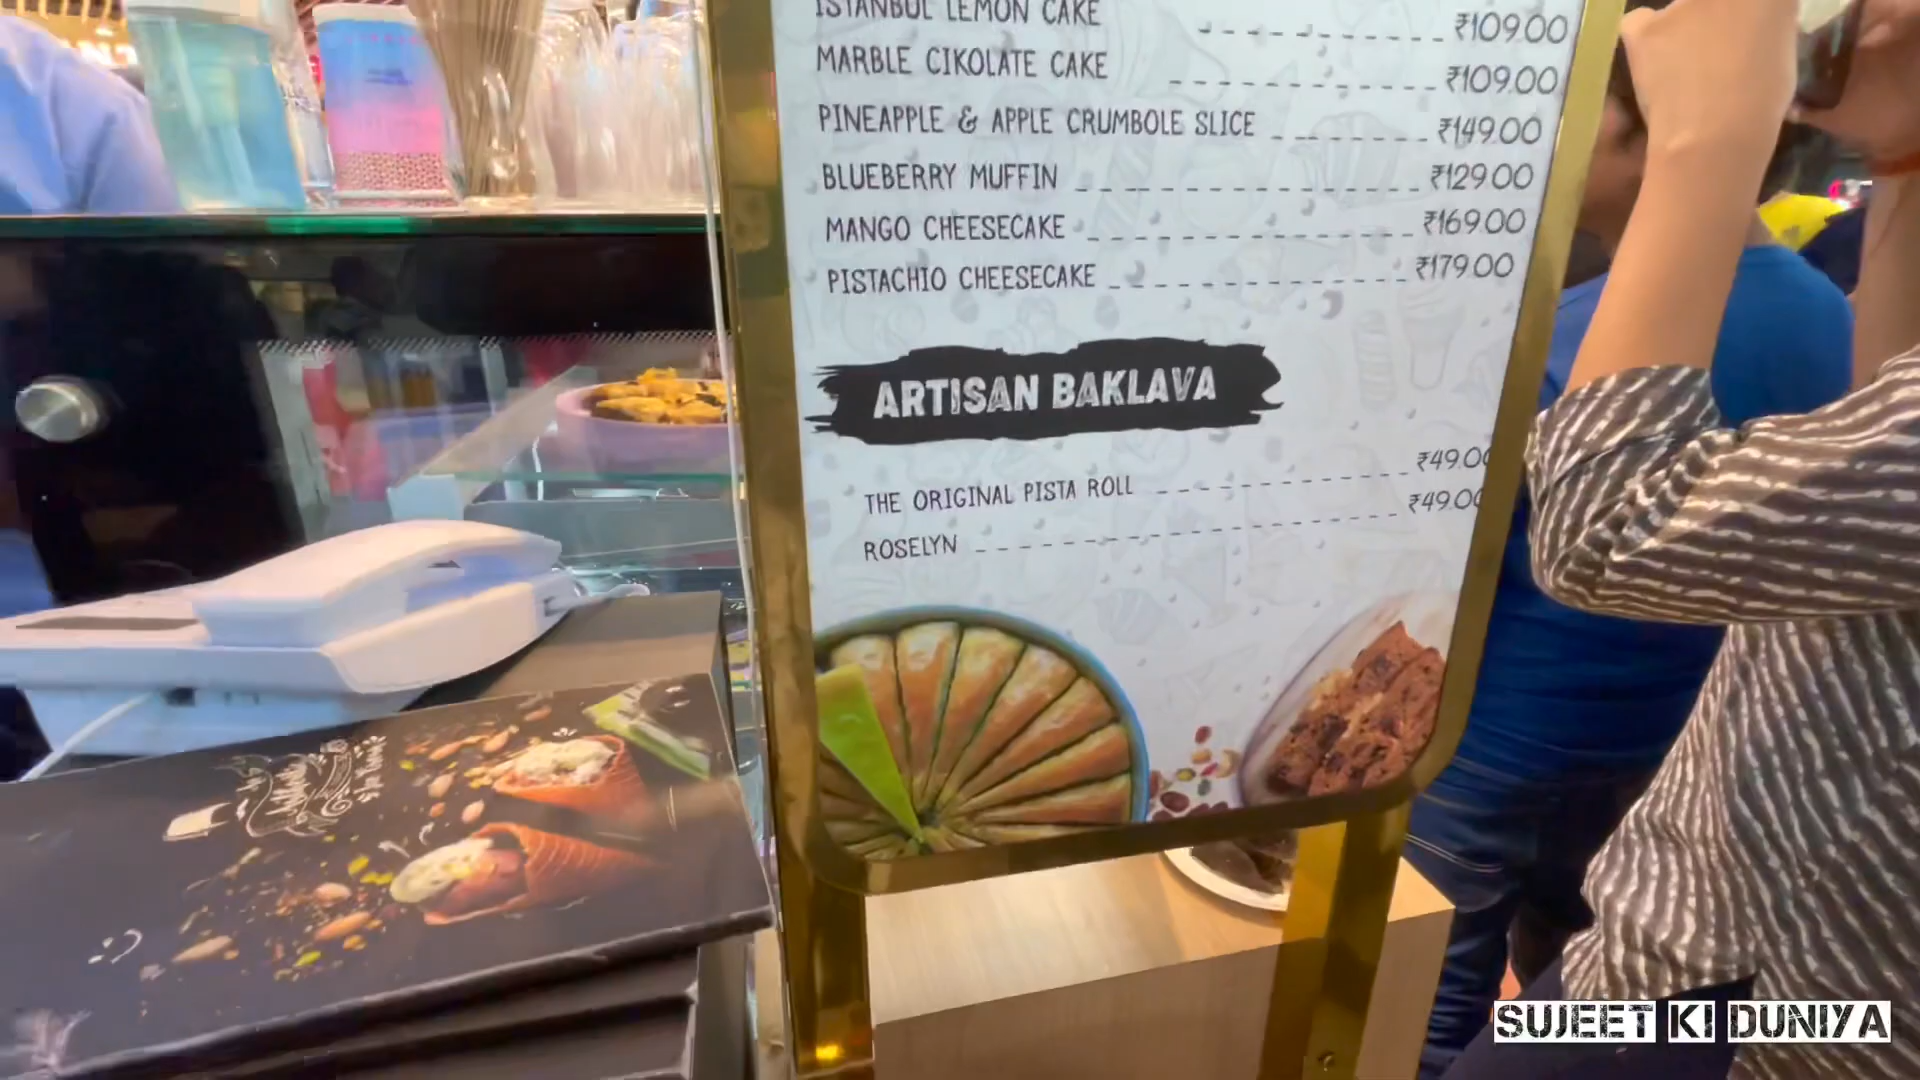 ISTANBUL LEMON CAKE ₹109.00
MARBLE CIKOLATE CAKE ₹109.00
PINEAPPLE & APPLE CRUMBOLE SLICE ₹149.00
BLUEBERRY MUFFIN ₹129.00
MANGO CHEESECAKE ₹169.00
PISTACHIO CHEESECAKE ₹179.00
ARTISAN BAKLAVA
THE ORIGINAL PISTA ROLL ₹49.00
ROSELYN ₹49.00
SUJEET KI DUNIYA